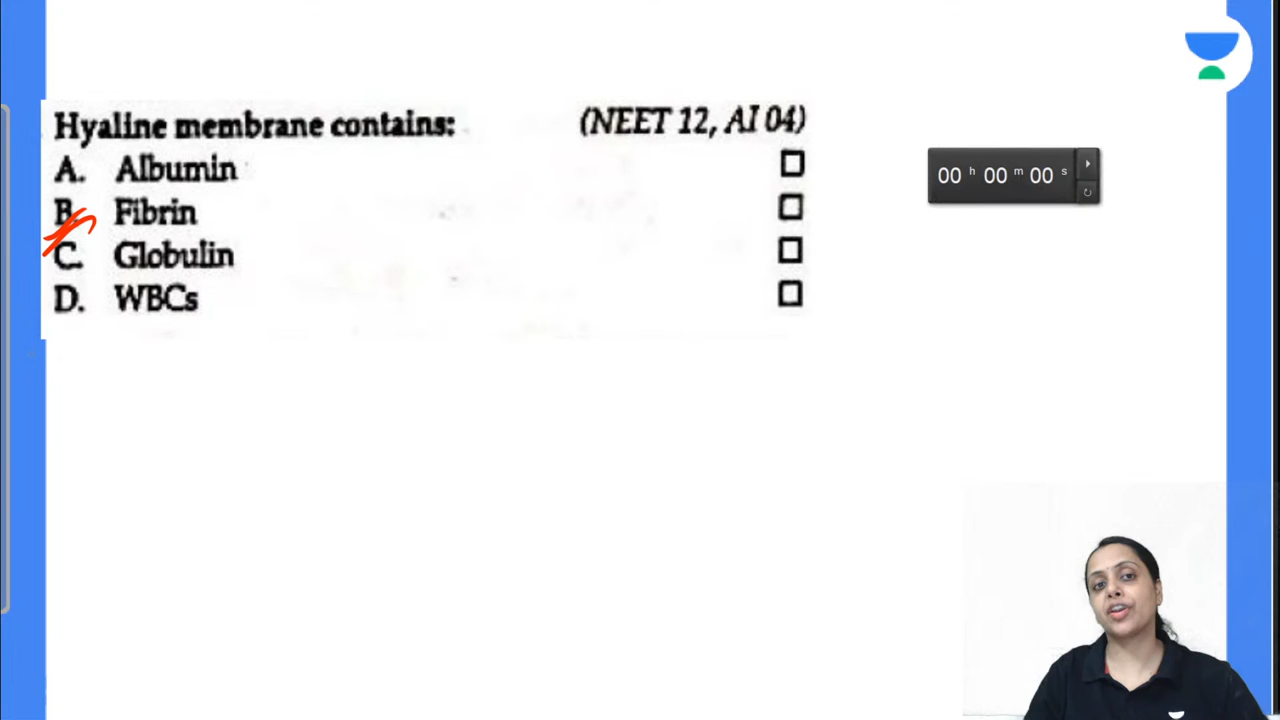 Hyaline membrane contains: (NEET 12, AI 04)
A. Albumin
B. Fibrin
C. Globulin
D. WBCs
00 h 00 m 00 s